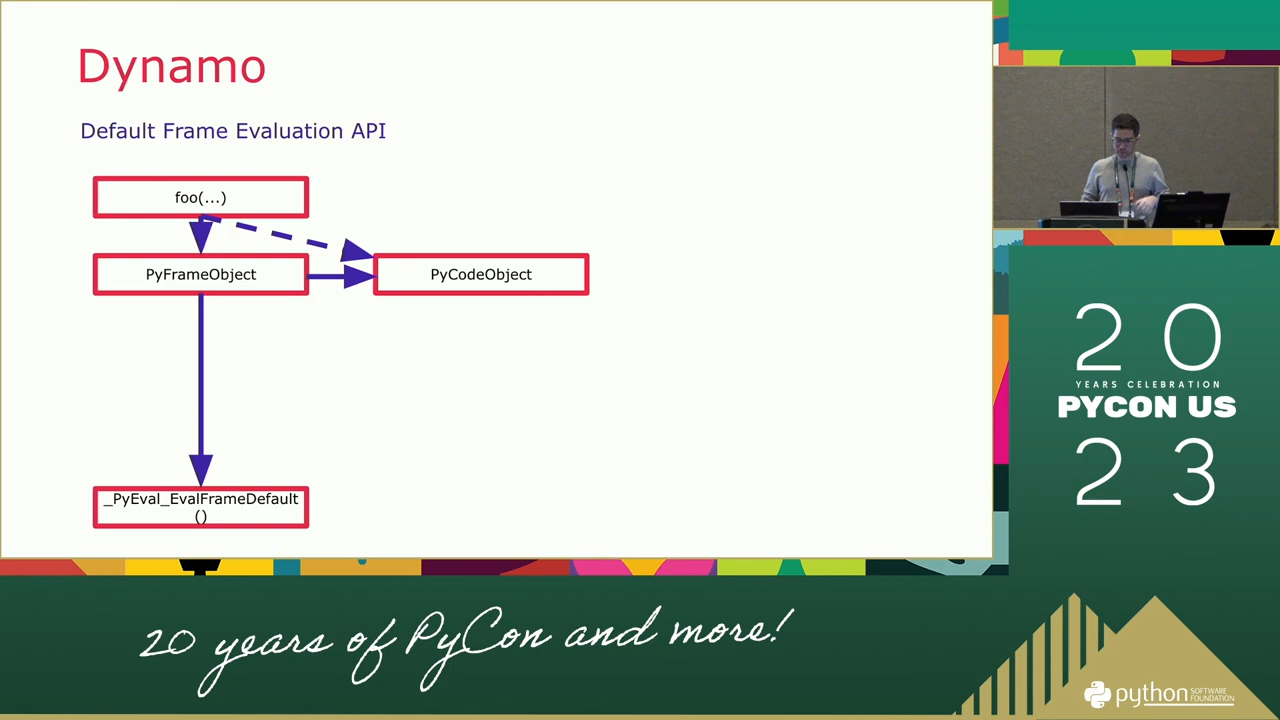 Dynamo
Default Frame Evaluation API
foo(...)
PyFrameObject
PyCodeObject
_PyEval_EvalFrameDefault
()
20
YEARS CELEBRATION
PYCON US
23
20 years of PyCon and more!
python
SOFTWARE
FOUNDATION